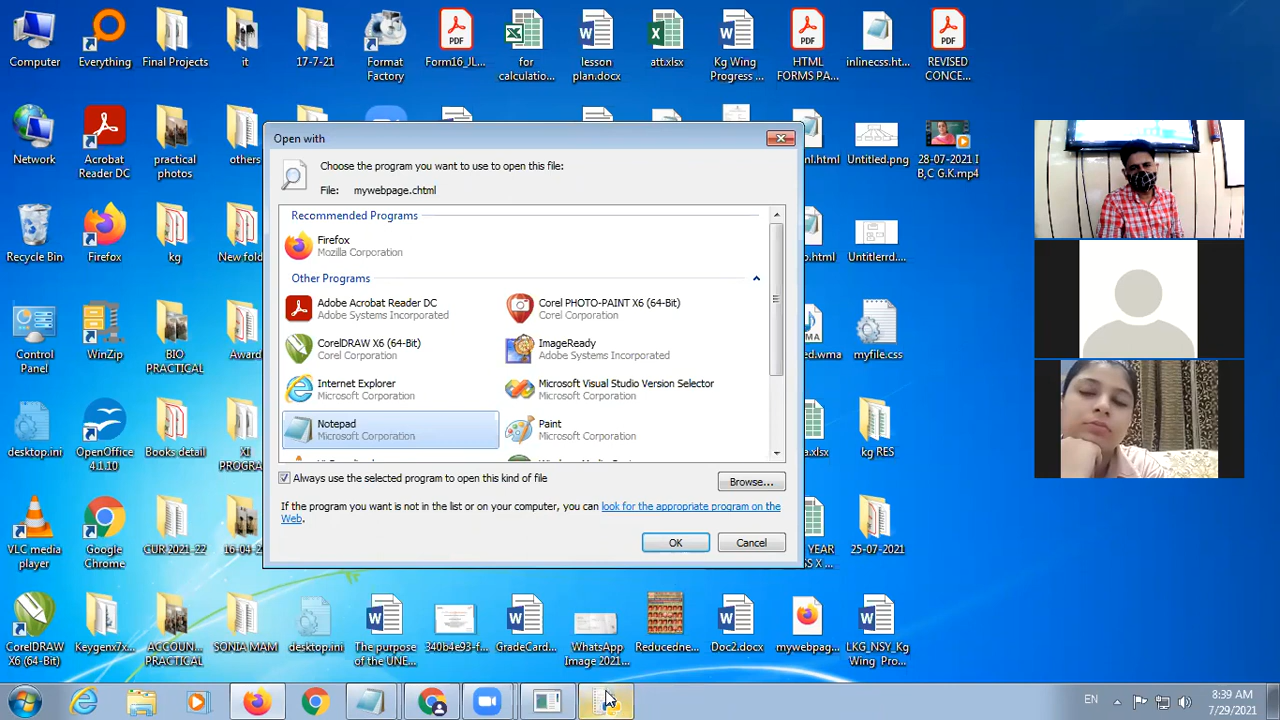 Computer
Everything
Final Projects
it
17-7-21
Format
Factory
Form16_JL...
for
calculatio...
lesson
plan.docx
att.xlsx
Kg Wing
Progress ...
HTML
FORMS PA...
inlinecss.ht...
REVISED
CONCE...
Network
Acrobat
Reader DC
practical
photos
others
Untitled.png
28-07-2021 I
B,C G.K.mp4
Recycle Bin
Firefox
kg
New fold
Untitlerrd....
Control
Panel
WinZip
BIO
PRACTICAL
Award
myfile.css
desktop.ini
OpenOffice
4.1.10
Books detail
XI
PROGRA
kg RES
VLC media
player
Google
Chrome
CUR 2021_22
16-04-2
YEAR
25-07-2021
CorelDRAW
X6 (64-Bit)
Keygenx7x...
ACCOUN...
PRACTICAL
SONIA MAM
desktop.ini
The purpose
of the UNE...
340b4e93-f...
GradeCard...
WhatsApp
Image 2021...
Reducedne...
Doc2.docx
mywebpag...
LKG_NSY_Kg
Wing Pro...
Open with
Choose the program you want to use to open this file:
File: mywebpage.chtml
Recommended Programs
Firefox
Mozilla Corporation
Other Programs
Adobe Acrobat Reader DC
Adobe Systems Incorporated
Corel PHOTO-PAINT X6 (64-Bit)
Corel Corporation
CorelDRAW X6 (64-Bit)
Corel Corporation
ImageReady
Adobe Systems Incorporated
Internet Explorer
Microsoft Corporation
Microsoft Visual Studio Version Selector
Microsoft Corporation
Notepad
Microsoft Corporation
Paint
Microsoft Corporation
Always use the selected program to open this kind of file
Browse...
If the program you want is not in the list or on your computer, you can look for the appropriate program on the
Web.
OK
Cancel
EN
8:39 AM
7/29/2021